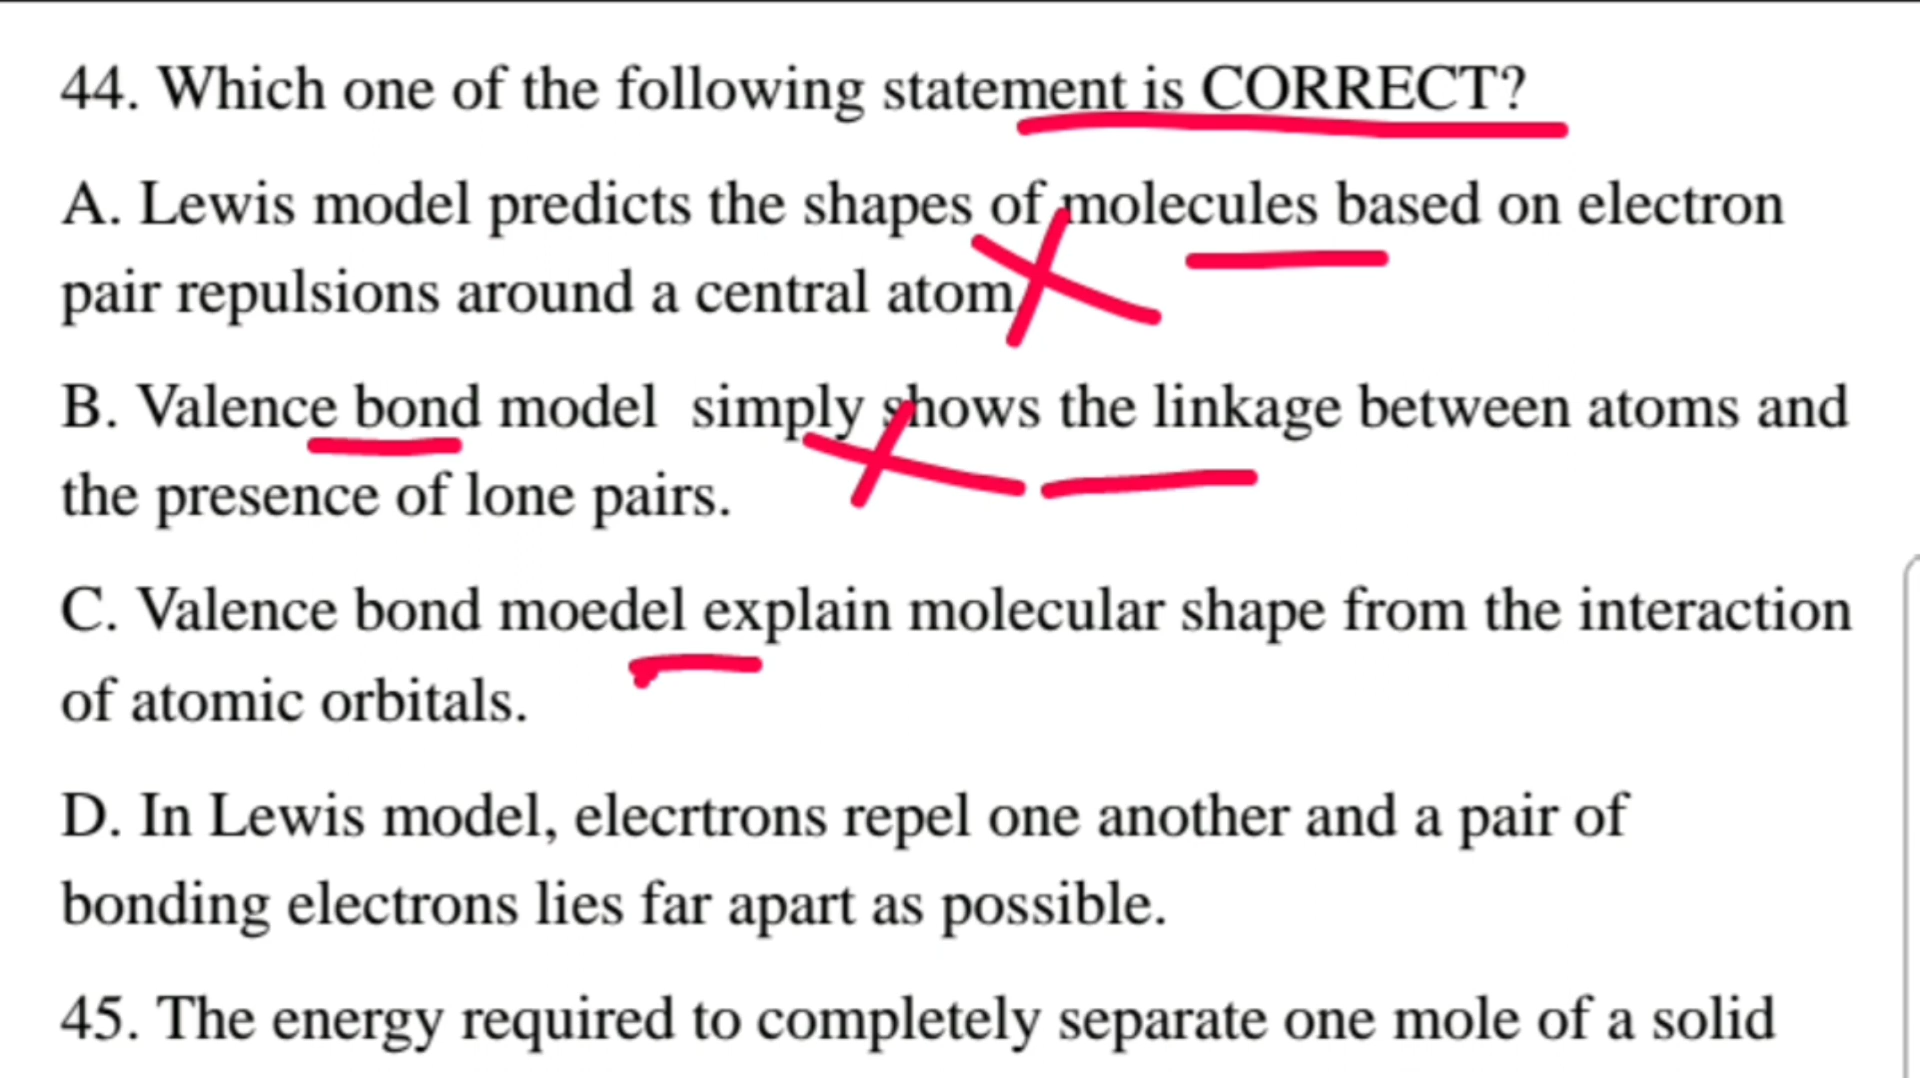 44. Which one of the following statement is CORRECT?
A. Lewis model predicts the shapes of molecules based on electron
pair repulsions around a central atom
B. Valence bond model simply shows the linkage between atoms and
the presence of lone pairs.
C. Valence bond moedel explain molecular shape from the interaction
of atomic orbitals.
D. In Lewis model, elecrtrons repel one another and a pair of
bonding electrons lies far apart as possible.
45. The energy required to completely separate one mole of a solid